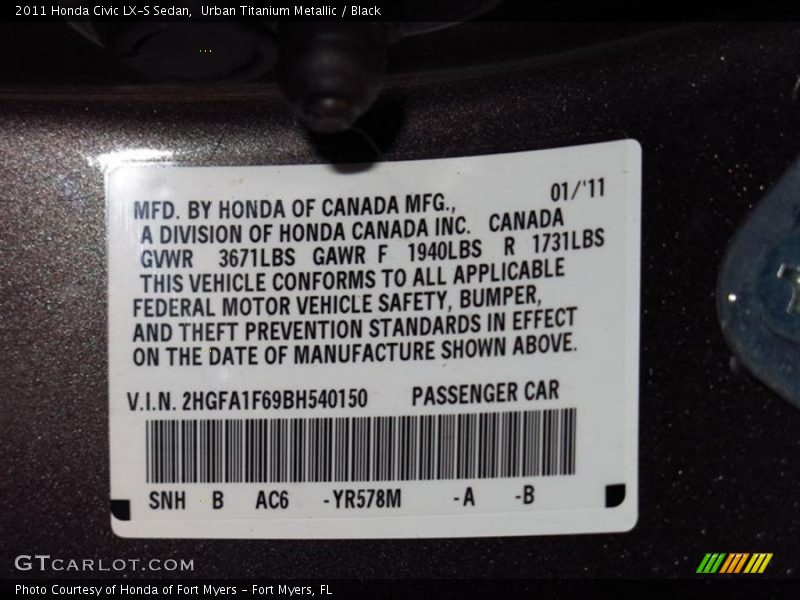 2011 Honda Civic LX-S Sedan, Urban Titanium Metallic / Black
01/'11
MFD. BY HONDA OF CANADA MFG.,
A DIVISION OF HONDA CANADA INC. CANADA
GVWR 3671LBS GAWR F 1940LBS R 1731LBS
THIS VEHICLE CONFORMS TO ALL APPLICABLE
FEDERAL MOTOR VEHICLE SAFETY, BUMPER,
AND THEFT PREVENTION STANDARDS IN EFFECT
ON THE DATE OF MANUFACTURE SHOWN ABOVE.
V.I.N. 2HGFA1F69BH540150 PASSENGER CAR
SNH B AC6 -YR578M -A -B
GTCARLOT.COM
Photo Courtesy of Honda of Fort Myers - Fort Myers, FL